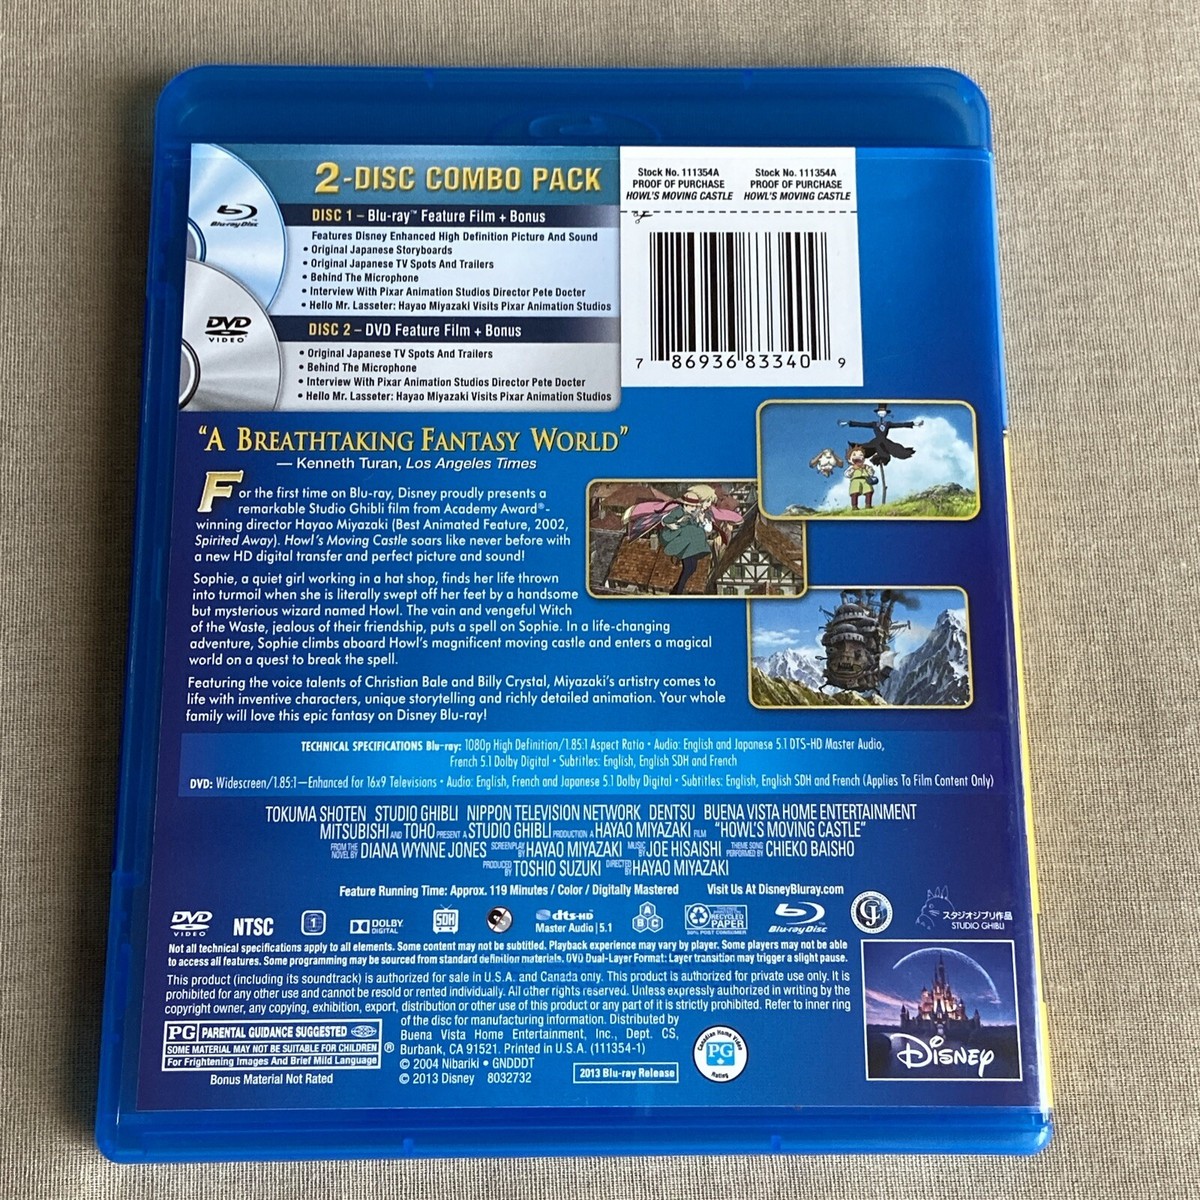 2-DISC COMBO PACK
DISC 1 – Blu-ray™ Feature Film + Bonus
Features Disney Enhanced High Definition Picture And Sound
• Original Japanese Storyboards
• Original Japanese TV Spots And Trailers
• Behind The Microphone
• Interview With Pixar Animation Studios Director Pete Docter
• Hello Mr. Lasseter: Hayao Miyazaki Visits Pixar Animation Studios
Blu-ray Disc
DISC 2 – DVD Feature Film + Bonus
• Original Japanese TV Spots And Trailers
• Behind The Microphone
• Interview With Pixar Animation Studios Director Pete Docter
• Hello Mr. Lasseter: Hayao Miyazaki Visits Pixar Animation Studios
DVD
VIDEO
Stock No. 111354A
PROOF OF PURCHASE
HOWL'S MOVING CASTLE
Stock No. 111354A
PROOF OF PURCHASE
HOWL'S MOVING CASTLE
7 86936 83340 9
"A BREATHTAKING FANTASY WORLD"
— Kenneth Turan, Los Angeles Times
For the first time on Blu-ray, Disney proudly presents a
remarkable Studio Ghibli film from Academy Award®-
winning director Hayao Miyazaki (Best Animated Feature, 2002,
Spirited Away). Howl's Moving Castle soars like never before with
a new HD digital transfer and perfect picture and sound!
Sophie, a quiet girl working in a hat shop, finds her life thrown
into turmoil when she is literally swept off her feet by a handsome
but mysterious wizard named Howl. The vain and vengeful Witch
of the Waste, jealous of their friendship, puts a spell on Sophie. In a life-changing
adventure, Sophie climbs aboard Howl's magnificent moving castle and enters a magical
world on a quest to break the spell.
Featuring the voice talents of Christian Bale and Billy Crystal, Miyazaki's artistry comes to
life with inventive characters, unique storytelling and richly detailed animation. Your whole
family will love this epic fantasy on Disney Blu-ray!
TECHNICAL SPECIFICATIONS Blu-ray: 1080p High Definition/1.85:1 Aspect Ratio • Audio: English and Japanese 5.1 DTS-HD Master Audio,
French 5.1 Dolby Digital • Subtitles: English, English SDH and French
DVD: Widescreen/1.85:1—Enhanced for 16x9 Televisions • Audio: English, French and Japanese 5.1 Dolby Digital • Subtitles: English, English SDH and French (Applies To Film Content Only)
TOKUMA SHOTEN STUDIO GHIBLI NIPPON TELEVISION NETWORK DENTSU BUENA VISTA HOME ENTERTAINMENT
MITSUBISHI AND TOHO PRESENT A STUDIO GHIBLI PRODUCTION A HAYAO MIYAZAKI FILM "HOWL'S MOVING CASTLE"
FROM THE NOVEL BY DIANA WYNNE JONES SCREENPLAY BY HAYAO MIYAZAKI MUSIC BY JOE HISAISHI THEME SONG PERFORMED BY CHIEKO BAISHO
PRODUCED BY TOSHIO SUZUKI DIRECTED BY HAYAO MIYAZAKI
Feature Running Time: Approx. 119 Minutes / Color / Digitally Mastered Visit Us At DisneyBluray.com
DVD VIDEO
NTSC
1
DOLBY DIGITAL
SDH
dts-HD
Master Audio | 5.1
A B C
RECYCLED PAPER
30% POST CONSUMER
Blu-ray Disc
スタジオジブリ作品
STUDIO GHIBLI
Not all technical specifications apply to all elements. Some content may not be subtitled. Playback experience may vary by player. Some players may not be able
to access all features. Some programming may be sourced from standard definition materials. DVD Dual-Layer Format: Layer transition may trigger a slight pause.
This product (including its soundtrack) is authorized for sale in U.S.A. and Canada only. This product is authorized for private use only. It is
prohibited for any other use and cannot be resold or rented individually. All other rights reserved. Unless expressly authorized in writing by the
copyright owner, any copying, exhibition, export, distribution or other use of this product or any part of it is strictly prohibited. Refer to inner ring
of the disc for manufacturing information. Distributed by
Buena Vista Home Entertainment, Inc., Dept. CS,
Burbank, CA 91521. Printed in U.S.A. (111354-1)
© 2004 Nibariki • GNDDDT
© 2013 Disney 8032732
PG PARENTAL GUIDANCE SUGGESTED
SOME MATERIAL MAY NOT BE SUITABLE FOR CHILDREN ®
For Frightening Images And Brief Mild Language
Bonus Material Not Rated
2013 Blu-ray Release
Canadian Home Video
PG
Rating
Disney